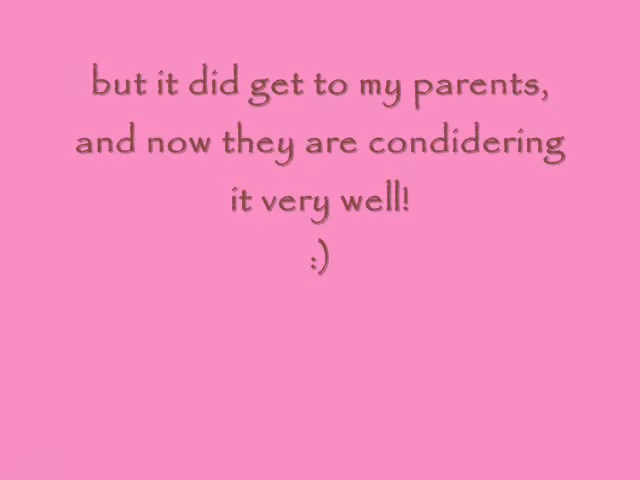 but it did get to my parents,
and now they are condidering
it very well!
:)